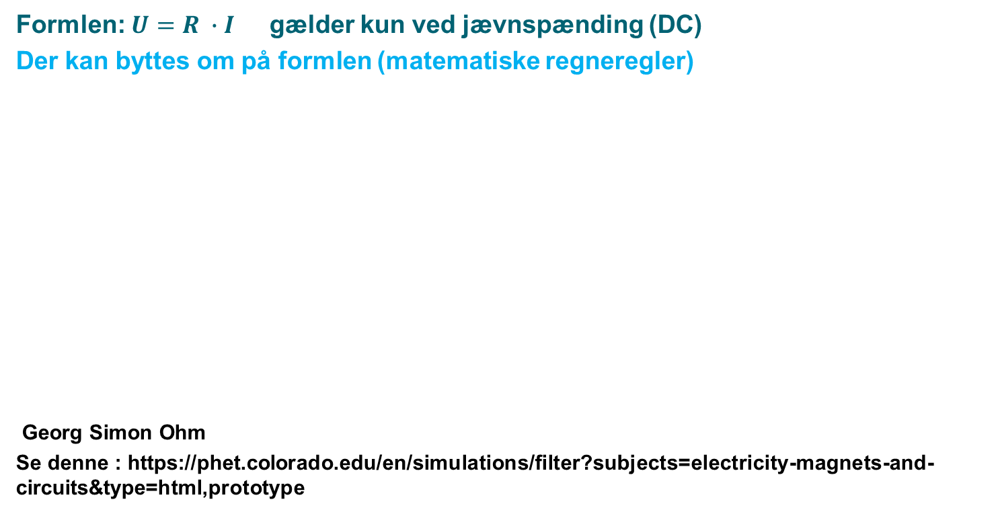 Formlen: U = R · I gælder kun ved jævnspænding (DC)
Der kan byttes om på formlen (matematiske regneregler)
Georg Simon Ohm
Se denne : https://phet.colorado.edu/en/simulations/filter?subjects=electricity-magnets-and-
circuits&type=html,prototype